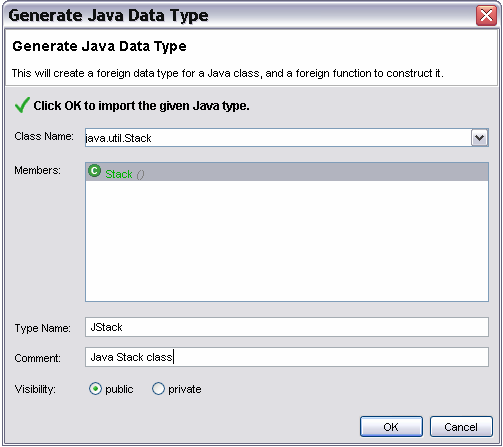 Generate Java Data Type
Generate Java Data Type
This will create a foreign data type for a Java class, and a foreign function to construct it.
Click OK to import the given Java type.
Class Name: java.util.Stack
Members: C Stack ()
Type Name: JStack
Comment: Java Stack class
Visibility: public private
OK Cancel